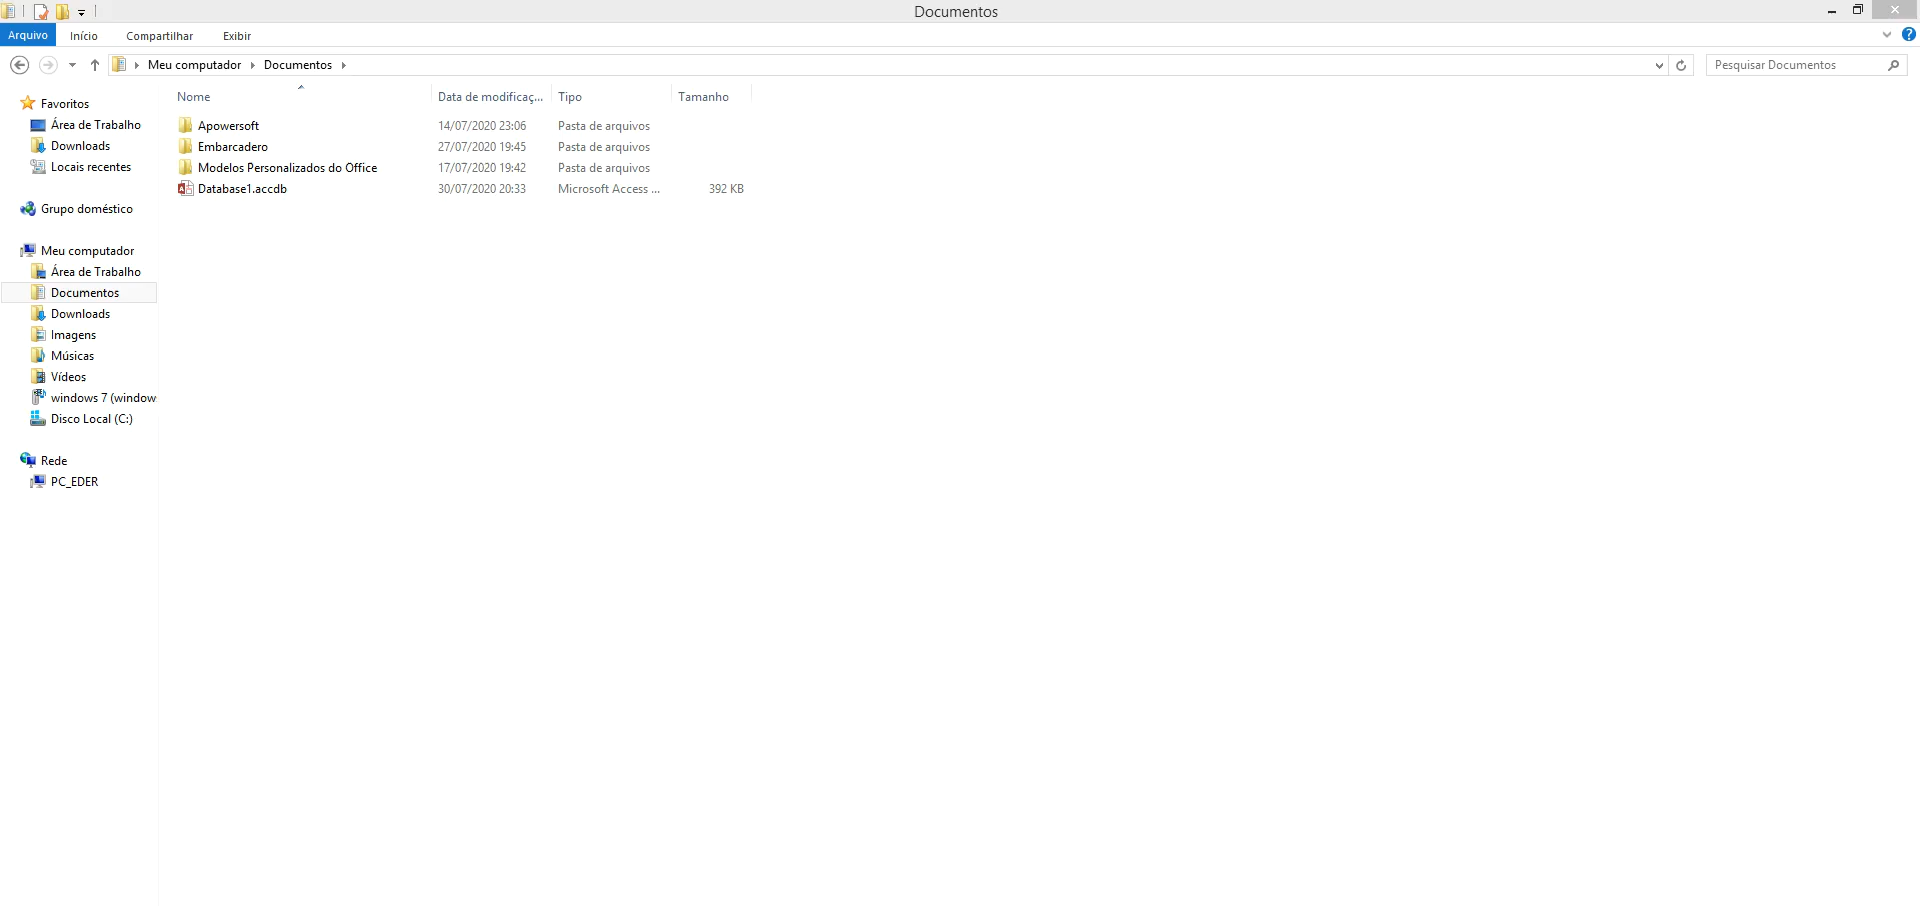 Documentos
Arquivo Início Compartilhar Exibir
Meu computador Documentos Pesquisar Documentos
Nome Data de modificaç... Tipo Tamanho
Favoritos
Área de Trabalho
Downloads
Locais recentes
Grupo doméstico
Meu computador
Área de Trabalho
Documentos
Downloads
Imagens
Músicas
Vídeos
windows 7 (window
Disco Local (C:)
Rede
PC_EDER
Apowersoft 14/07/2020 23:06 Pasta de arquivos
Embarcadero 27/07/2020 19:45 Pasta de arquivos
Modelos Personalizados do Office 17/07/2020 19:42 Pasta de arquivos
Database1.accdb 30/07/2020 20:33 Microsoft Access ... 392 KB